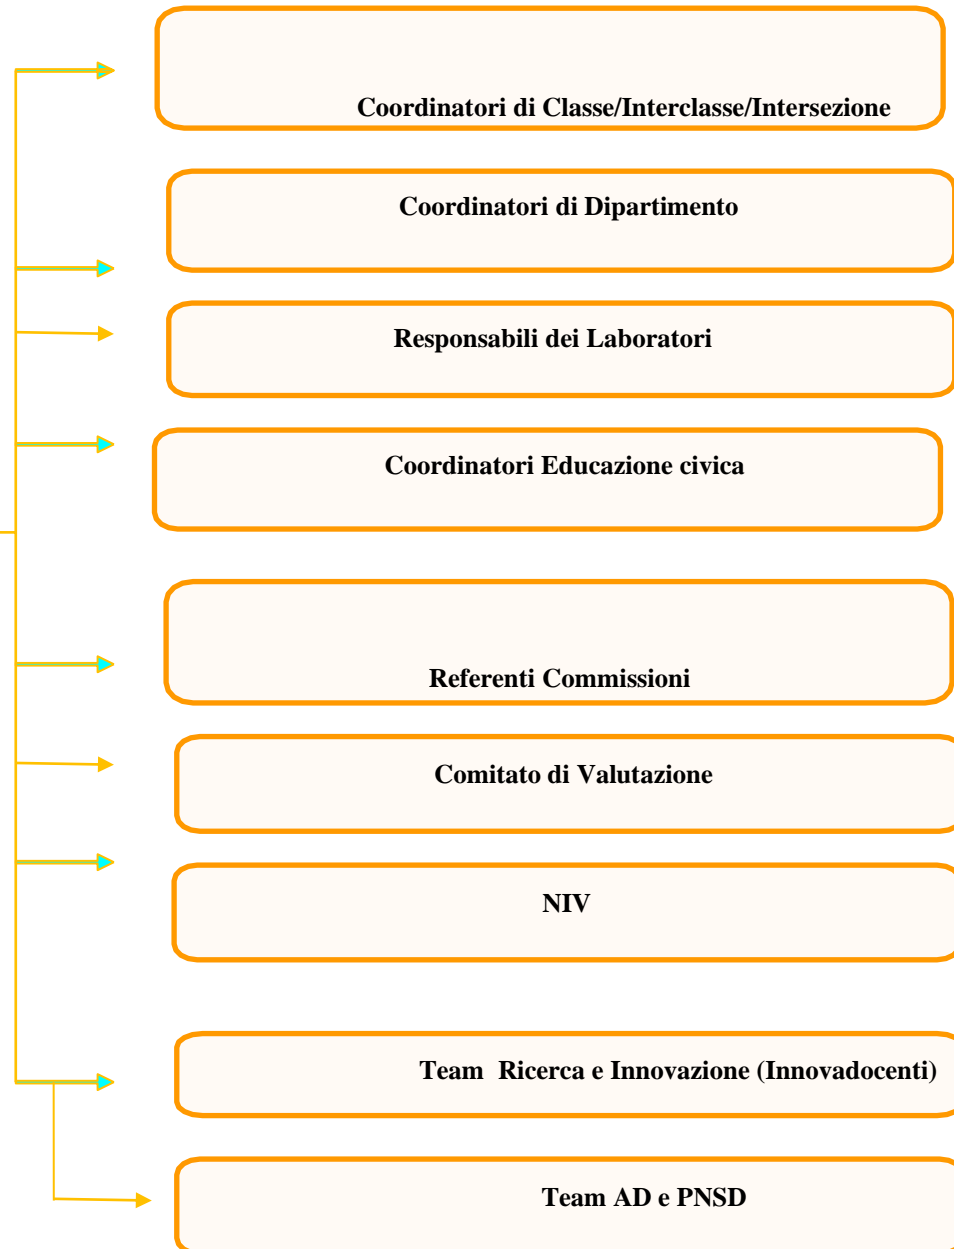 Coordinatori di Classe/Interclasse/Intersezione
Coordinatori di Dipartimento
Responsabili dei Laboratori
Coordinatori Educazione civica
Referenti Commissioni
Comitato di Valutazione
NIV
Team Ricerca e Innovazione (Innovadocenti)
Team AD e PNSD